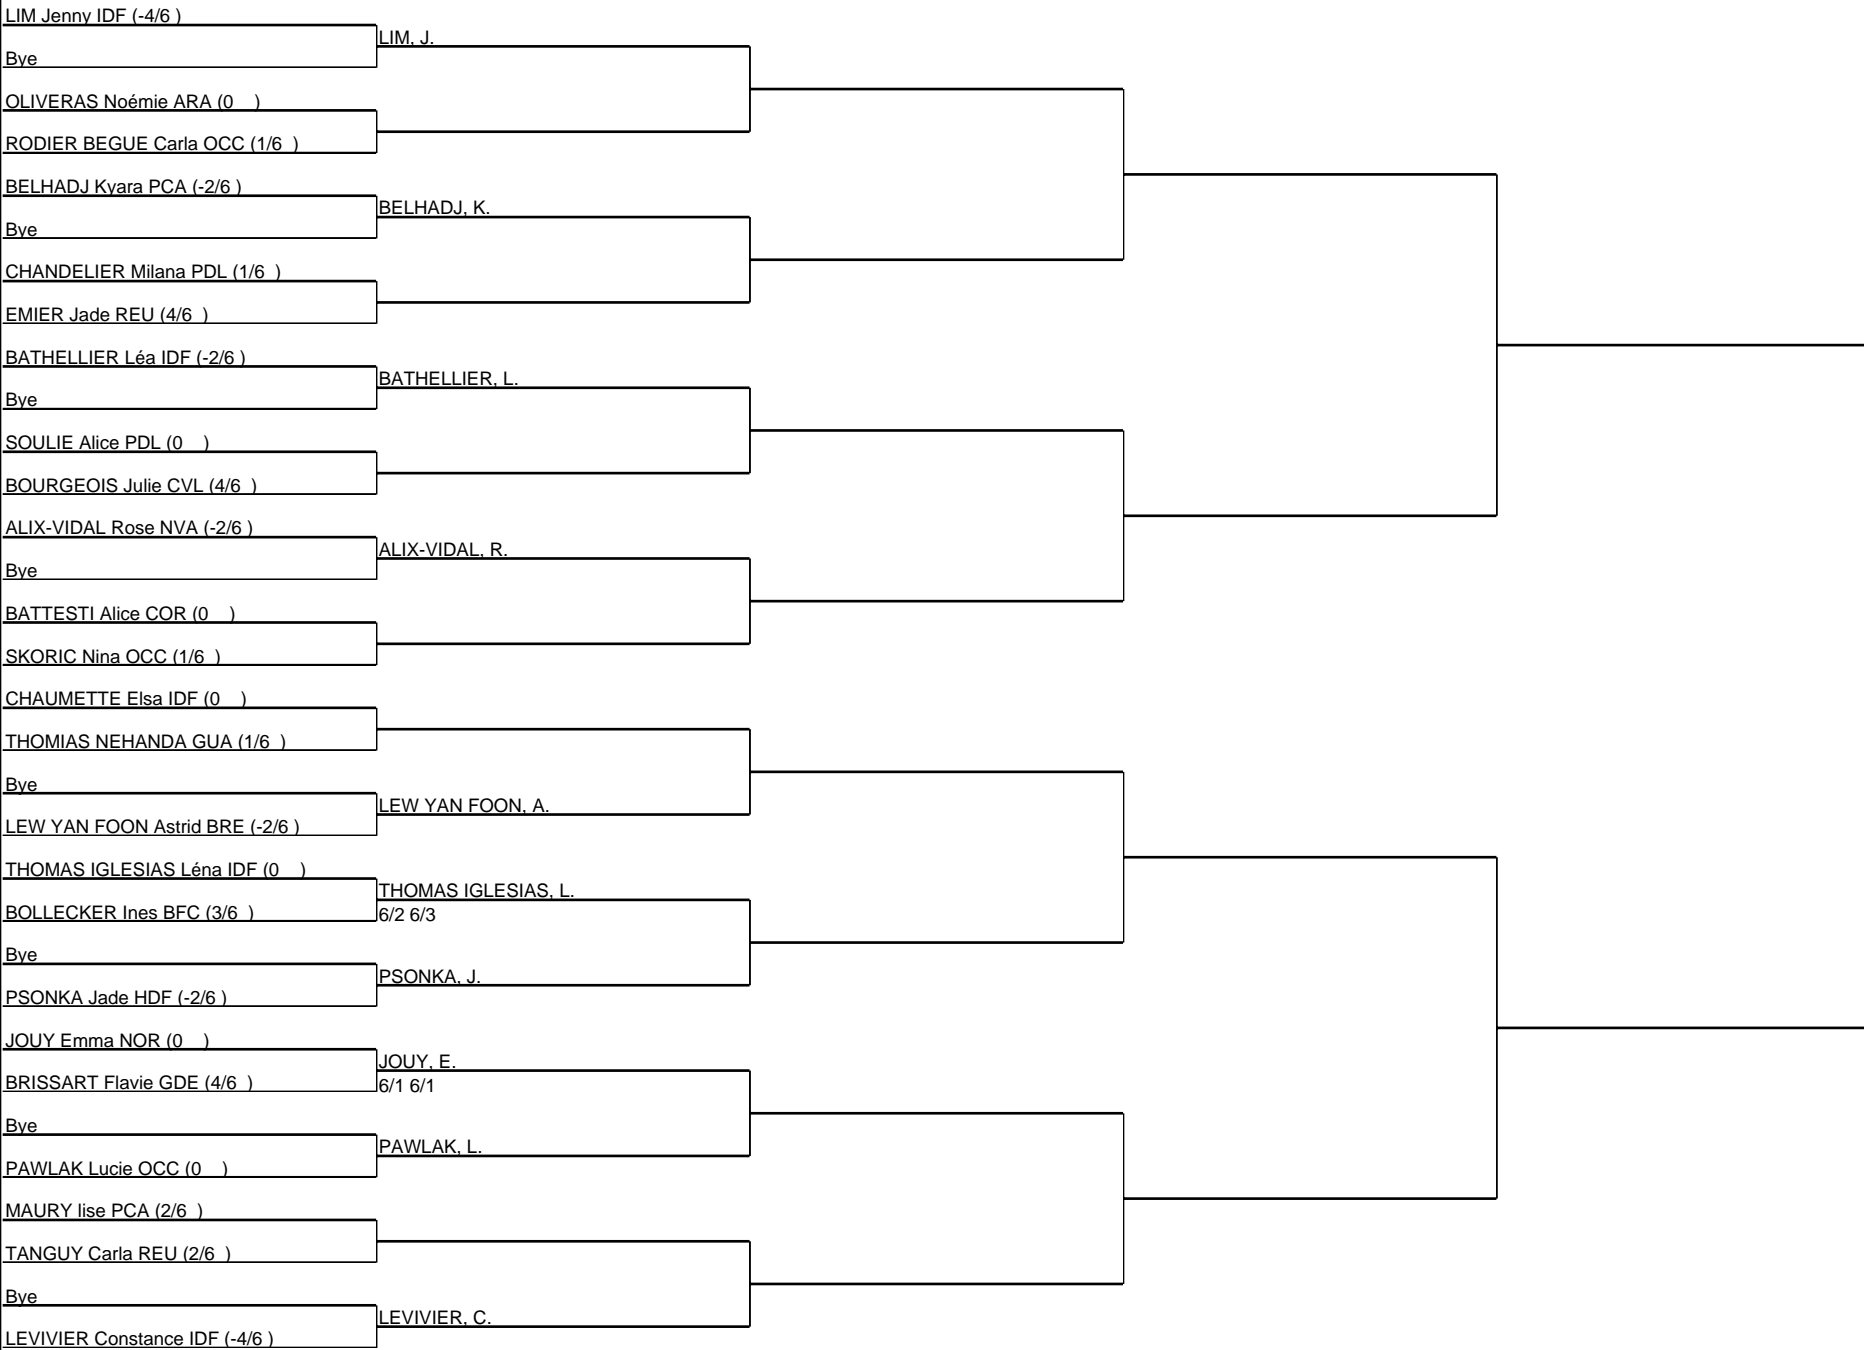 LIM Jenny IDF (-4/6 )
LIM, J.
Bye
OLIVERAS Noémie ARA (0 )
RODIER BEGUE Carla OCC (1/6 )
BELHADJ Kyara PCA (-2/6 )
BELHADJ, K.
Bye
CHANDELIER Milana PDL (1/6 )
EMIER Jade REU (4/6 )
BATHELLIER Léa IDF (-2/6 )
BATHELLIER, L.
Bye
SOULIE Alice PDL (0 )
BOURGEOIS Julie CVL (4/6 )
ALIX-VIDAL Rose NVA (-2/6 )
ALIX-VIDAL, R.
Bye
BATTESTI Alice COR (0 )
SKORIC Nina OCC (1/6 )
CHAUMETTE Elsa IDF (0 )
THOMIAS NEHANDA GUA (1/6 )
Bye
LEW YAN FOON, A.
LEW YAN FOON Astrid BRE (-2/6 )
THOMAS IGLESIAS Léna IDF (0 )
THOMAS IGLESIAS, L.
BOLLECKER Ines BFC (3/6 )
6/2 6/3
Bye
PSONKA, J.
PSONKA Jade HDF (-2/6 )
JOUY Emma NOR (0 )
JOUY, E.
BRISSART Flavie GDE (4/6 )
6/1 6/1
Bye
PAWLAK, L.
PAWLAK Lucie OCC (0 )
MAURY lise PCA (2/6 )
TANGUY Carla REU (2/6 )
Bye
LEVIVIER, C.
LEVIVIER Constance IDF (-4/6 )